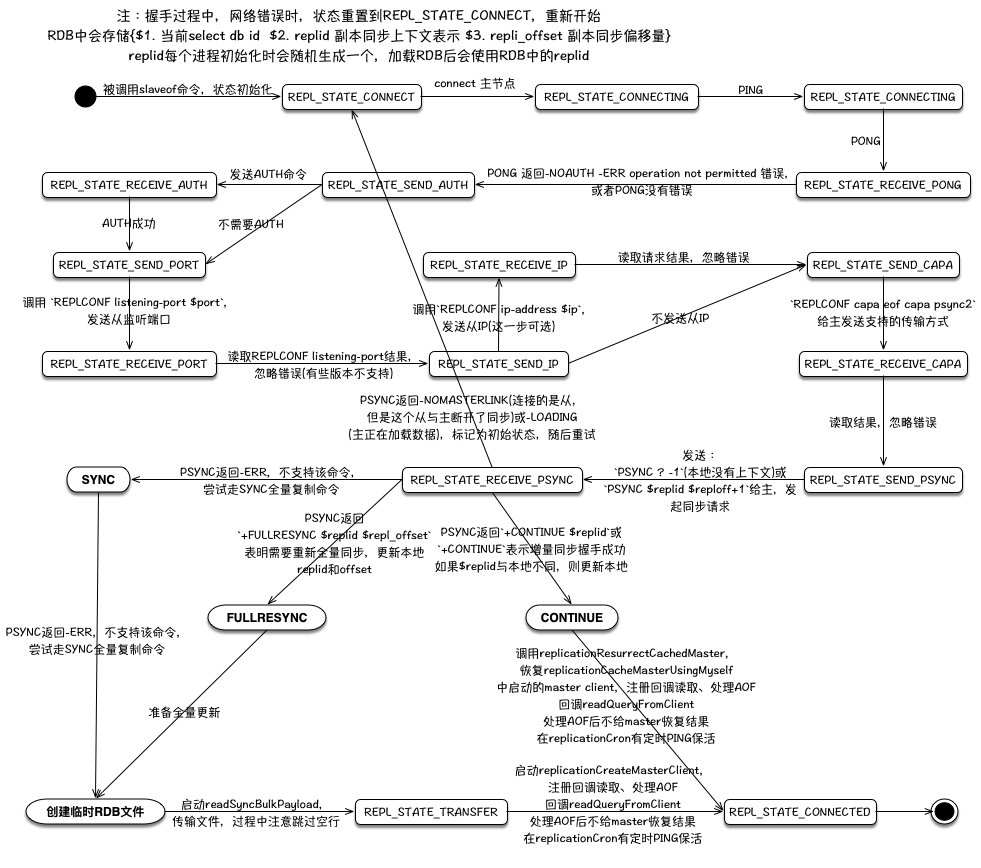 注：握手过程中，网络错误时，状态重置到REPL_STATE_CONNECT，重新开始
RDB中会存储{$1. 当前select db id $2. replid 副本同步上下文表示 $3. repli_offset 副本同步偏移量}
replid每个进程初始化时会随机生成一个，加载RDB后会使用RDB中的replid
被调用slaveof命令，状态初始化
REPL_STATE_CONNECT
connect 主节点
REPL_STATE_CONNECTING
PING
REPL_STATE_CONNECTING
PONG
REPL_STATE_RECEIVE_AUTH
发送AUTH命令
REPL_STATE_SEND_AUTH
PONG 返回-NOAUTH -ERR operation not permitted 错误，
或者PONG没有错误
REPL_STATE_RECEIVE_PONG
AUTH成功
不需要AUTH
REPL_STATE_SEND_PORT
REPL_STATE_RECEIVE_IP
读取请求结果，忽略错误
REPL_STATE_SEND_CAPA
调用 `REPLCONF listening-port $port`，
发送从监听端口
调用`REPLCONF ip-address $ip`，
发送从IP(这一步可选)
不发送从IP
`REPLCONF capa eof capa psync2`
给主发送支持的传输方式
REPL_STATE_RECEIVE_PORT
读取REPLCONF listening-port结果，
忽略错误(有些版本不支持)
REPL_STATE_SEND_IP
REPL_STATE_RECEIVE_CAPA
PSYNC返回-NOMASTERLINK(连接的是从，
但是这个从与主断开了同步)或-LOADING
(主正在加载数据)，标记为初始状态，随后重试
读取结果，忽略错误
SYNC
PSYNC返回-ERR，不支持该命令，
尝试走SYNC全量复制命令
REPL_STATE_RECEIVE_PSYNC
发送：
`PSYNC ? -1`(本地没有上下文)或
`PSYNC $replid $reploff+1`给主，发
起同步请求
REPL_STATE_SEND_PSYNC
PSYNC返回
`+FULLRESYNC $replid $repl_offset`
表明需要重新全量同步，更新本地
replid和offset
PSYNC返回`+CONTINUE $replid`或
`+CONTINUE`表示增量同步握手成功
如果$replid与本地不同，则更新本地
FULLRESYNC
CONTINUE
PSYNC返回-ERR，不支持该命令，
尝试走SYNC全量复制命令
调用replicationResurrectCachedMaster，
恢复replicationCacheMasterUsingMyself
中启动的master client，注册回调读取、处理AOF
回调readQueryFromClient
处理AOF后不给master恢复结果
在replicationCron有定时PING保活
准备全量更新
创建临时RDB文件
启动readSyncBulkPayload，
传输文件，过程中注意跳过空行
REPL_STATE_TRANSFER
启动replicationCreateMasterClient，
注册回调读取、处理AOF
回调readQueryFromClient
处理AOF后不给master恢复结果
在replicationCron有定时PING保活
REPL_STATE_CONNECTED